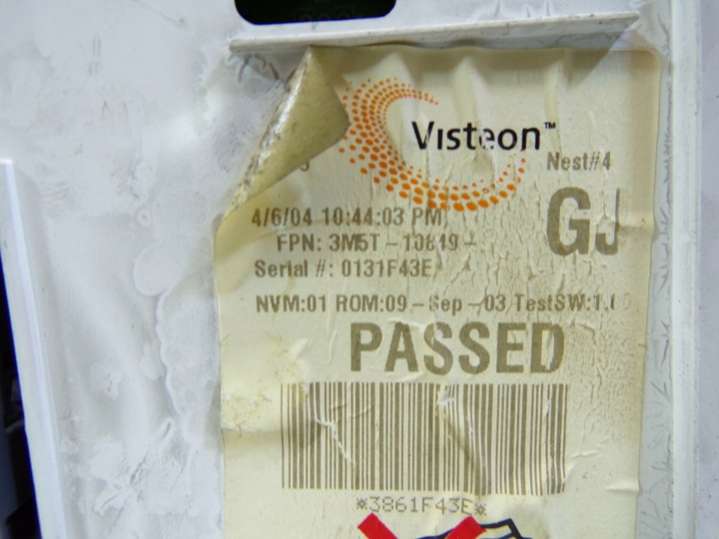 Visteon™
Nest#4
4/6/04 10:44:03 PM
GJ
FPN: 3M5T-10849-
Serial #: 0131F43E
NVM:01 ROM:09-Sep-03 TestSW:1.
PASSED
*3861F43E*